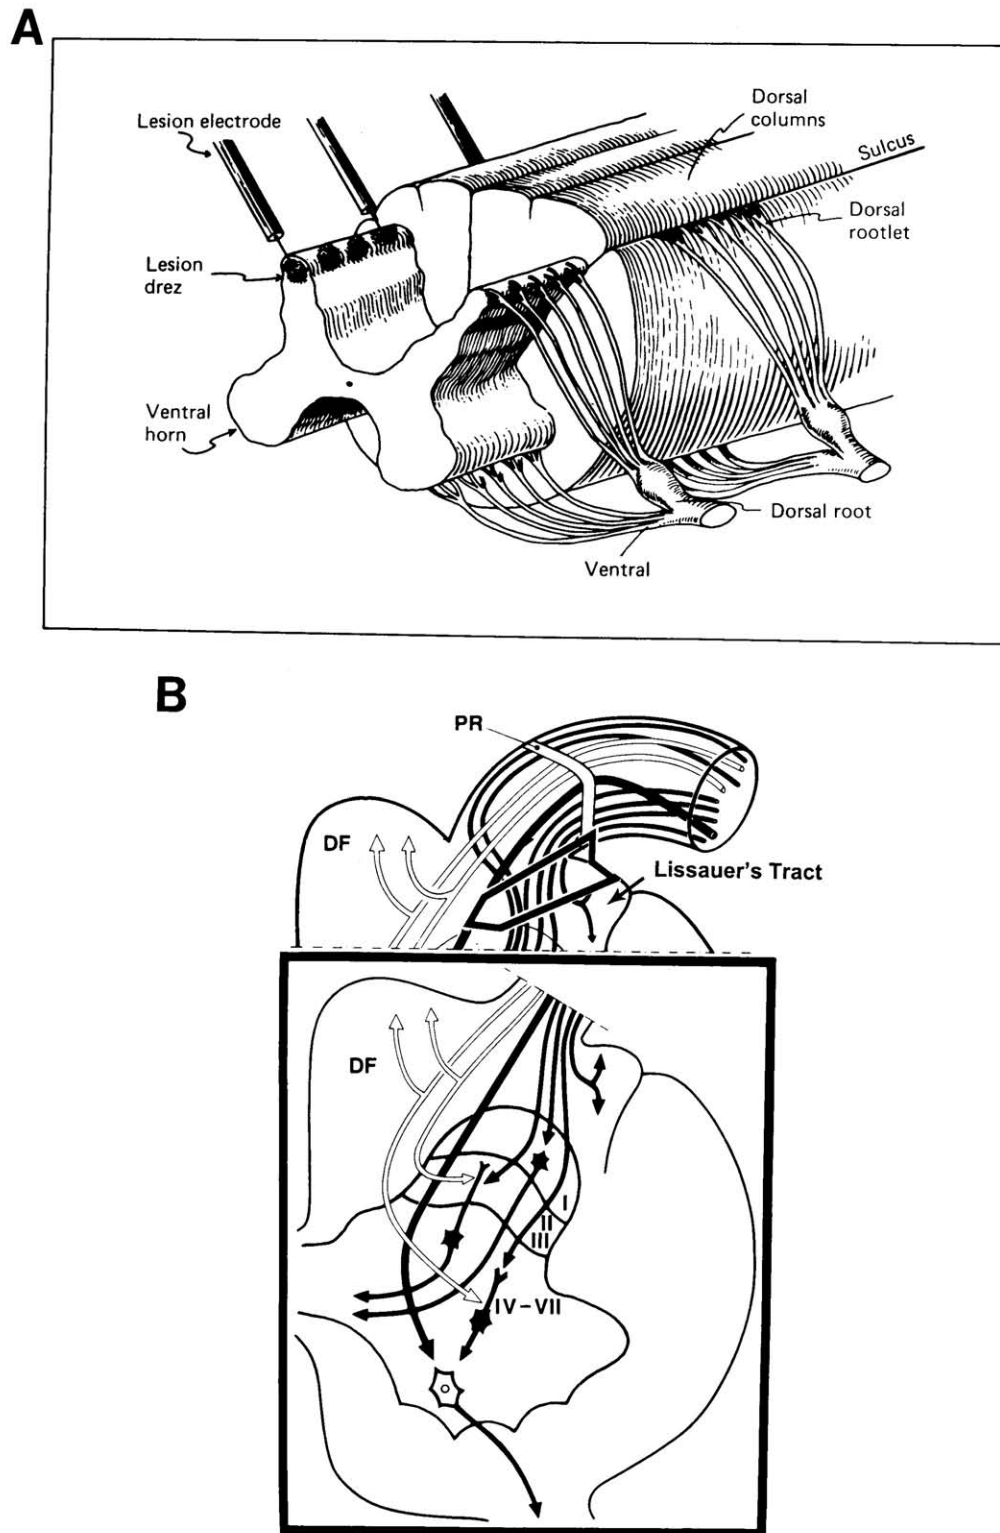 A
Lesion electrode
Dorsal
columns
Sulcus
Dorsal
rootlet
Lesion
drez
Ventral
horn
Dorsal root
Ventral
B
PR
DF
Lissauer's Tract
DF
I
II
III
IV-VII